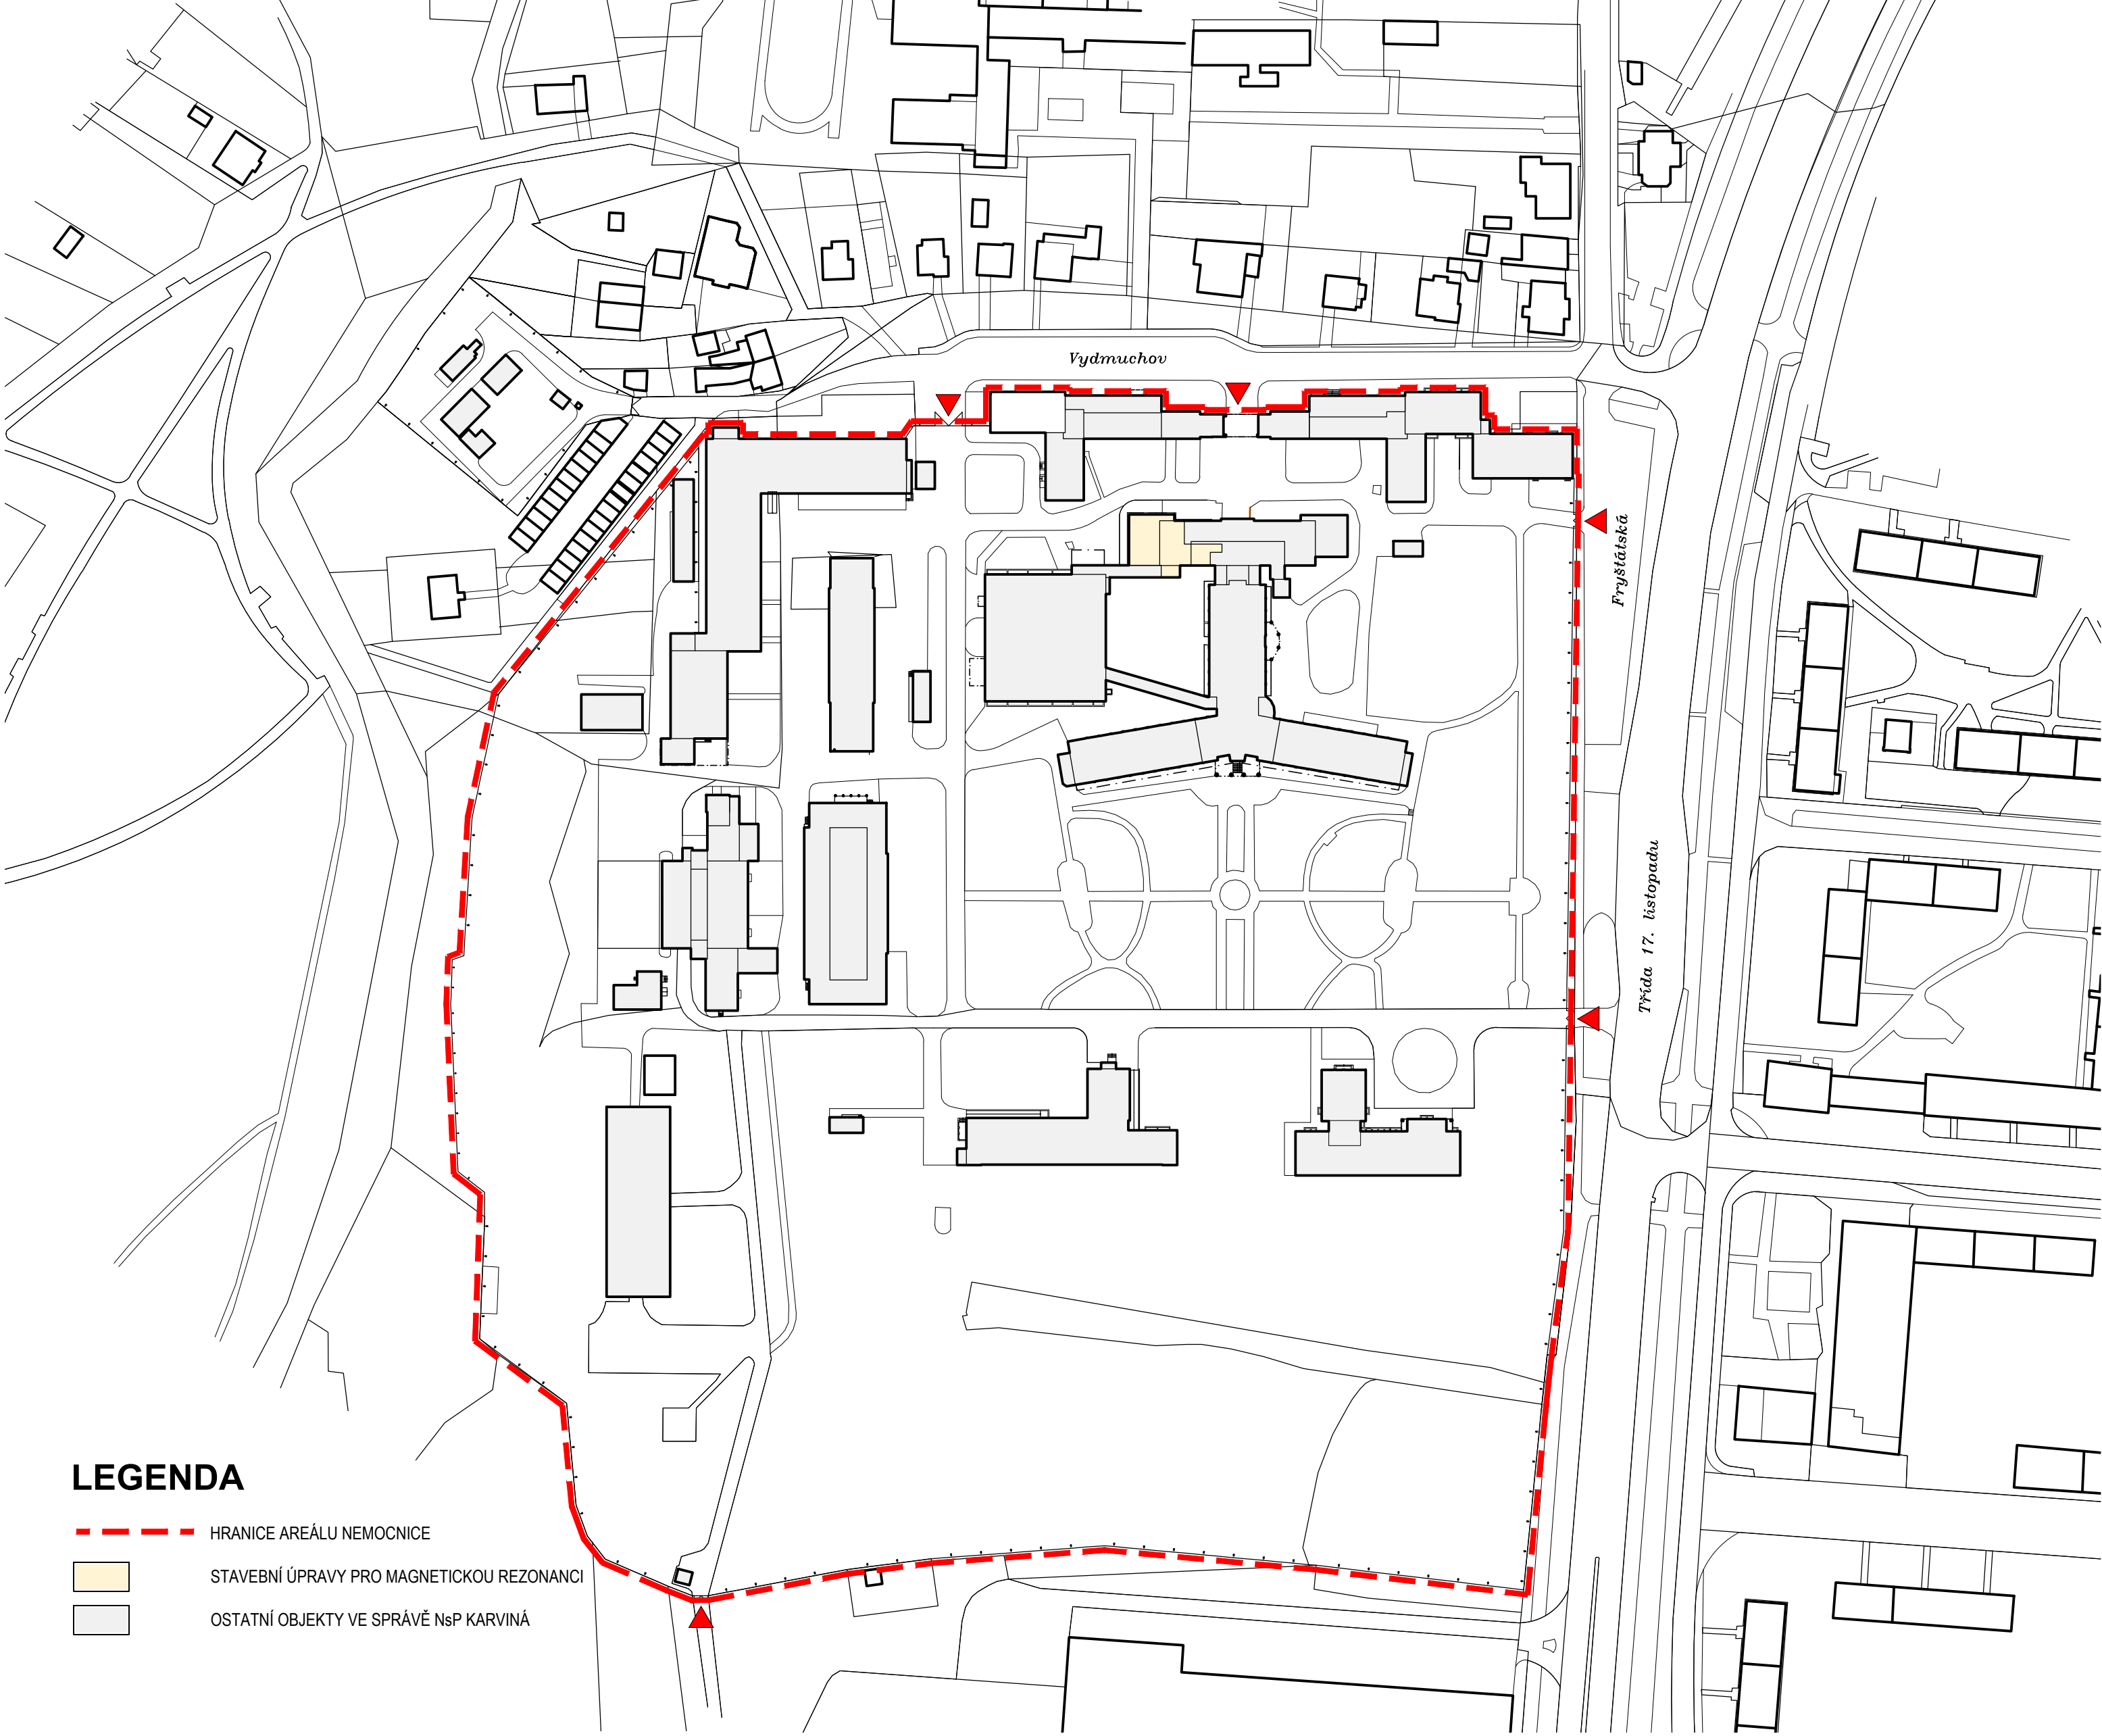 Vydmuchov
Fryštátská
Třída 17. listopadu
LEGENDA
HRANICE AREÁLU NEMOCNICE
STAVEBNÍ ÚPRAVY PRO MAGNETICKOU REZONANCI
OSTATNÍ OBJEKTY VE SPRÁVĚ NsP KARVINÁ